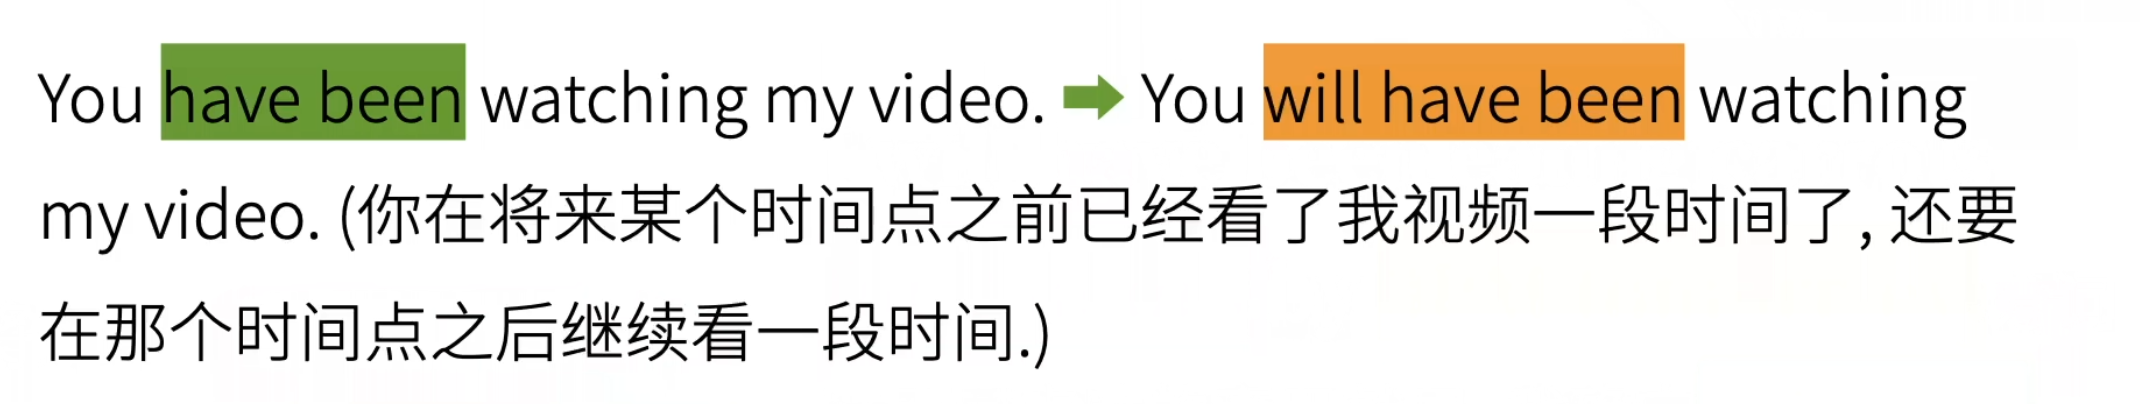 You have been watching my video. ➡ You will have been watching
my video. (你在将来某个时间点之前已经看了我视频一段时间了, 还要
在那个时间点之后继续看一段时间.)